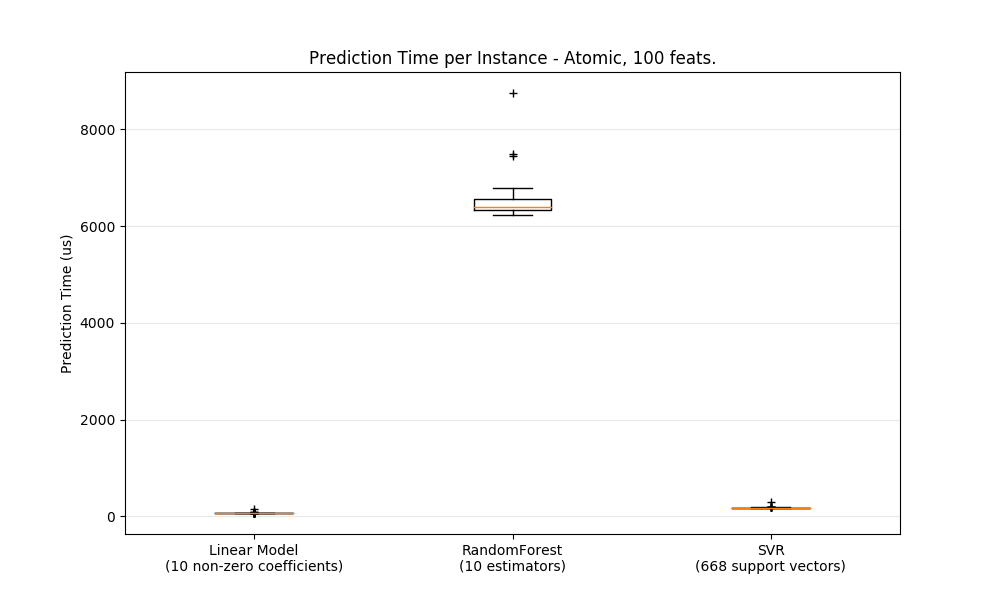 Prediction Time per Instance - Atomic, 100 feats.
Prediction Time (us)
8000
6000
4000
2000
0
Linear Model
(10 non-zero coefficients)
RandomForest
(10 estimators)
SVR
(668 support vectors)